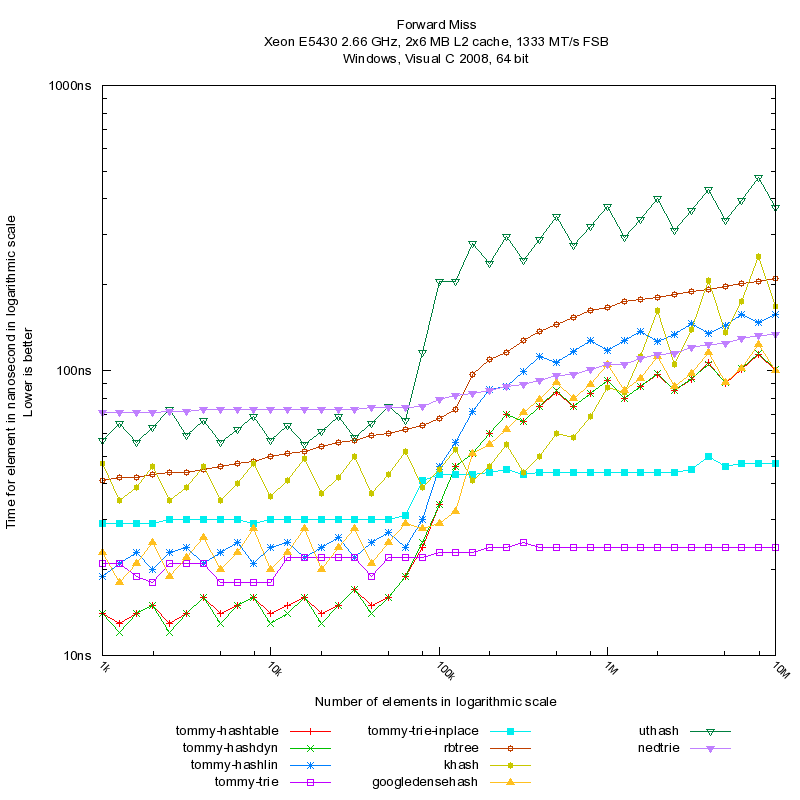 Forward Miss
Xeon E5430 2.66 GHz, 2x6 MB L2 cache, 1333 MT/s FSB
Windows, Visual C 2008, 64 bit
1000ns
100ns
10ns
Time for element in nanosecond in logarithmic scale
Lower is better
1k
10k
100k
1M
10M
Number of elements in logarithmic scale
tommy-hashtable
tommy-hashdyn
tommy-hashlin
tommy-trie
tommy-trie-inplace
rbtree
khash
googledensehash
uthash
nedtrie